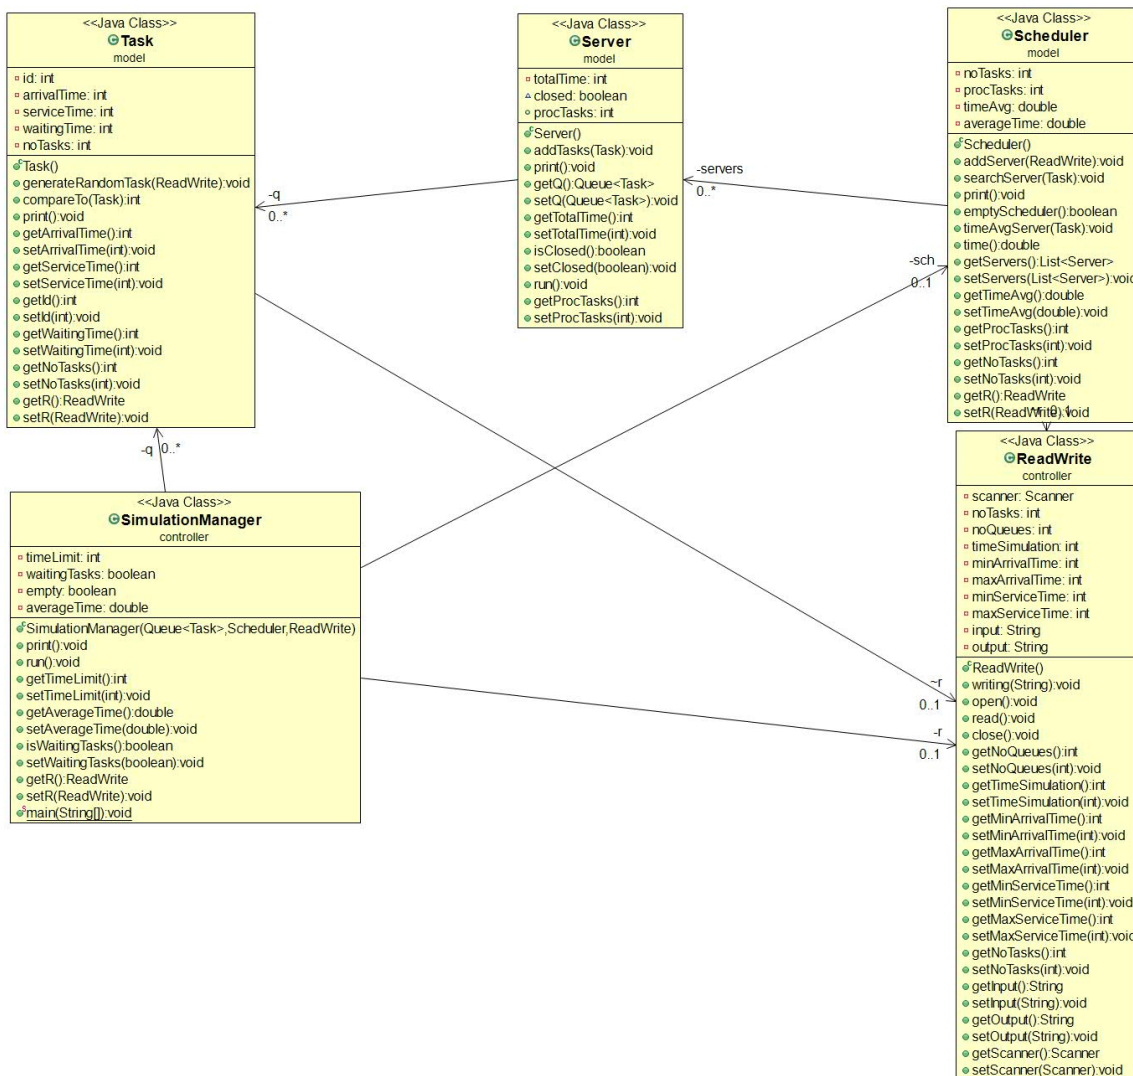 <<Java Class>>
Task
model
id: int
arrivalTime: int
serviceTime: int
waitingTime: int
noTasks: int
Task()
generateRandomTask(ReadWrite):void
compareTo(Task):int
print():void
getArrivalTime():int
setArrivalTime(int):void
getServiceTime():int
setServiceTime(int):void
getId():int
setId(int):void
getWaitingTime():int
setWaitingTime(int):void
getNoTasks():int
setNoTasks(int):void
getR():ReadWrite
setR(ReadWrite):void
-q
0..*
<<Java Class>>
Server
model
totalTime: int
closed: boolean
procTasks: int
Server()
addTasks(Task):void
print():void
getQ():Queue<Task>
setQ(Queue<Task>):void
getTotalTime():int
setTotalTime(int):void
isClosed():boolean
setClosed(boolean):void
run():void
getProcTasks():int
setProcTasks(int):void
-servers
0..*
<<Java Class>>
Scheduler
model
noTasks: int
procTasks: int
timeAvg: double
averageTime: double
Scheduler()
addServer(ReadWrite):void
searchServer(Task):void
print():void
emptyScheduler():boolean
timeAvgServer(Task):void
time():double
getServers():List<Server>
setServers(List<Server>):void
getTimeAvg():double
setTimeAvg(double):void
getProcTasks():int
setProcTasks(int):void
getNoTasks():int
setNoTasks(int):void
getR():ReadWrite
setR(ReadWrite):void
-sch
0..1
-q 0..*
<<Java Class>>
SimulationManager
controller
timeLimit: int
waitingTasks: boolean
empty: boolean
averageTime: double
SimulationManager(Queue<Task>,Scheduler,ReadWrite)
print():void
run():void
getTimeLimit():int
setTimeLimit(int):void
getAverageTime():double
setAverageTime(double):void
isWaitingTasks():boolean
setWaitingTasks(boolean):void
getR():ReadWrite
setR(ReadWrite):void
main(String[]):void
~r
0..1
-r
0..1
<<Java Class>>
ReadWrite
controller
scanner: Scanner
noTasks: int
noQueues: int
timeSimulation: int
minArrivalTime: int
maxArrivalTime: int
minServiceTime: int
maxServiceTime: int
input: String
output: String
ReadWrite()
writing(String):void
open():void
read():void
close():void
getNoQueues():int
setNoQueues(int):void
getTimeSimulation():int
setTimeSimulation(int):void
getMinArrivalTime():int
setMinArrivalTime(int):void
getMaxArrivalTime():int
setMaxArrivalTime(int):void
getMinServiceTime():int
setMinServiceTime(int):void
getMaxServiceTime():int
setMaxServiceTime(int):void
getNoTasks():int
setNoTasks(int):void
getInput():String
setInput(String):void
getOutput():String
setOutput(String):void
getScanner():Scanner
setScanner(Scanner):void